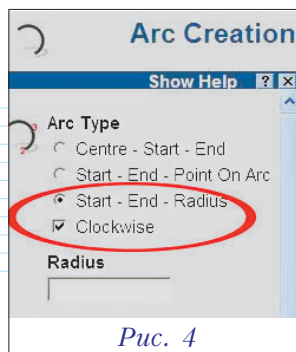 Arc Creation
Show Help ? ×
Arc Type
Centre - Start - End
Start - End - Point On Arc
Start - End - Radius
Clockwise
Radius
Рис. 4